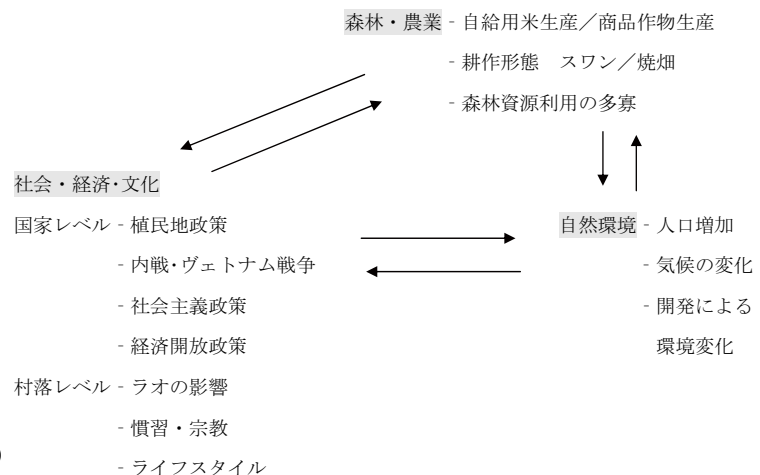 森林・農業 - 自給用米生産／商品作物生産
- 耕作形態　スワン／焼畑
- 森林資源利用の多寡
社会・経済・文化
国家レベル - 植民地政策
- 内戦・ヴェトナム戦争
- 社会主義政策
- 経済開放政策
村落レベル - ラオの影響
- 慣習・宗教
- ライフスタイル
自然環境 - 人口増加
- 気候の変化
- 開発による
環境変化
)